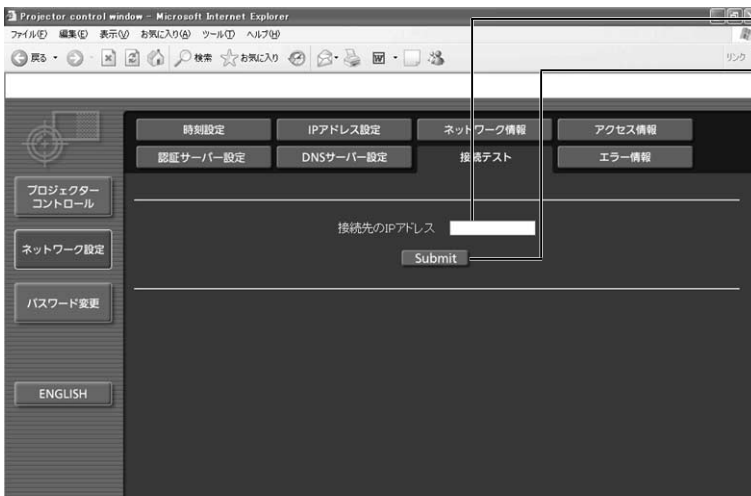 Projector control window - Microsoft Internet Explorer
ファイル(F) 編集(E) 表示(V) お気に入り(A) ツール(T) ヘルプ(H)
戻る 検索 お気に入り リンク
時刻設定 IPアドレス設定 ネットワーク情報 アクセス情報
認証サーバー設定 DNSサーバー設定 接続テスト エラー情報
プロジェクター
コントロール
接続先のIPアドレス
ネットワーク設定
Submit
パスワード変更
ENGLISH